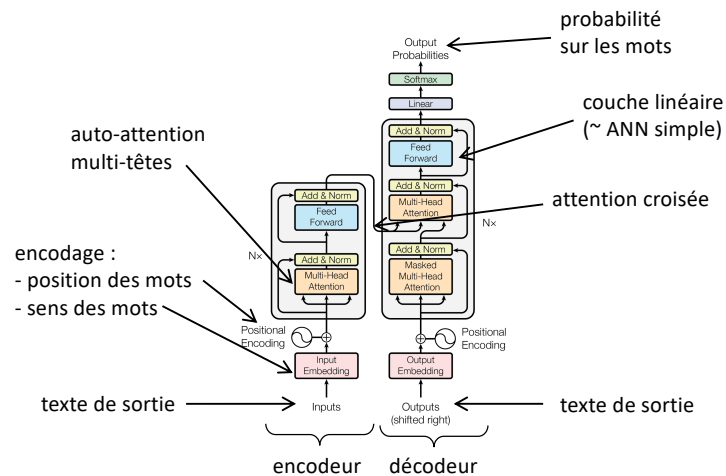 probabilité
sur les mots
Output
Probabilities
Softmax
Linear
couche linéaire
(~ ANN simple)
Add & Norm
Feed
Forward
auto-attention
multi-têtes
Add & Norm
Multi-Head
Attention
attention croisée
Add & Norm
Feed
Forward
N×
N×
Add & Norm
Masked
Multi-Head
Attention
Add & Norm
Multi-Head
Attention
encodage :
- position des mots
- sens des mots
Positional
Encoding
Positional
Encoding
Input
Embedding
Output
Embedding
texte de sortie
Inputs
Outputs
(shifted right)
texte de sortie
encodeur
décodeur